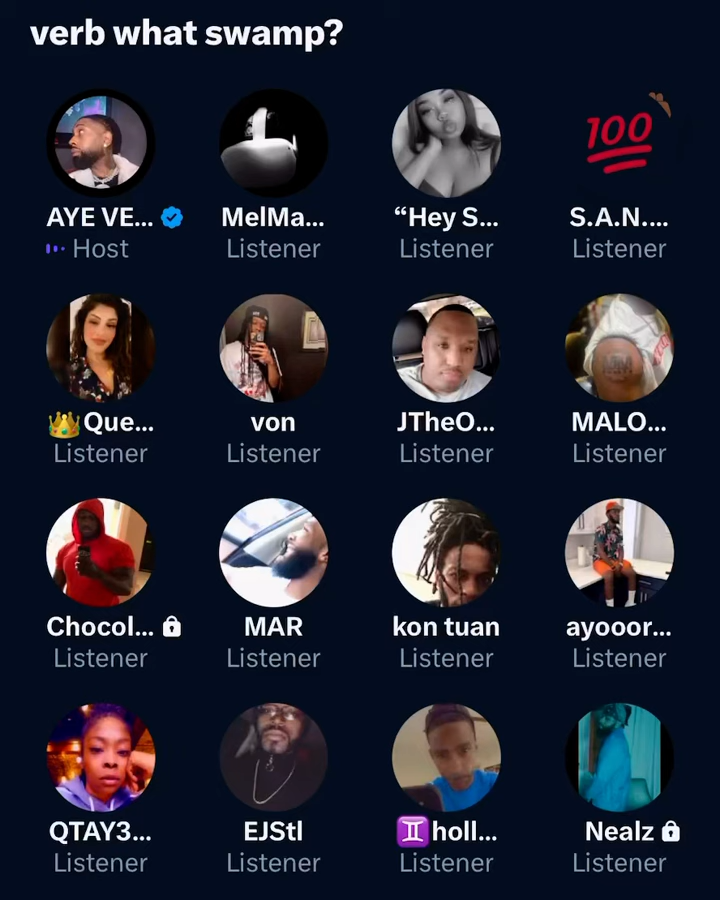 verb what swamp?
AYE VE...
Host
MelMa...
Listener
“Hey S...
Listener
100
S.A.N....
Listener
👑Que...
Listener
von
Listener
JTheO...
Listener
MALO...
Listener
Chocol...
Listener
MAR
Listener
kon tuan
Listener
ayooor...
Listener
QTAY3...
Listener
EJStl
Listener
♊holl...
Listener
Nealz
Listener